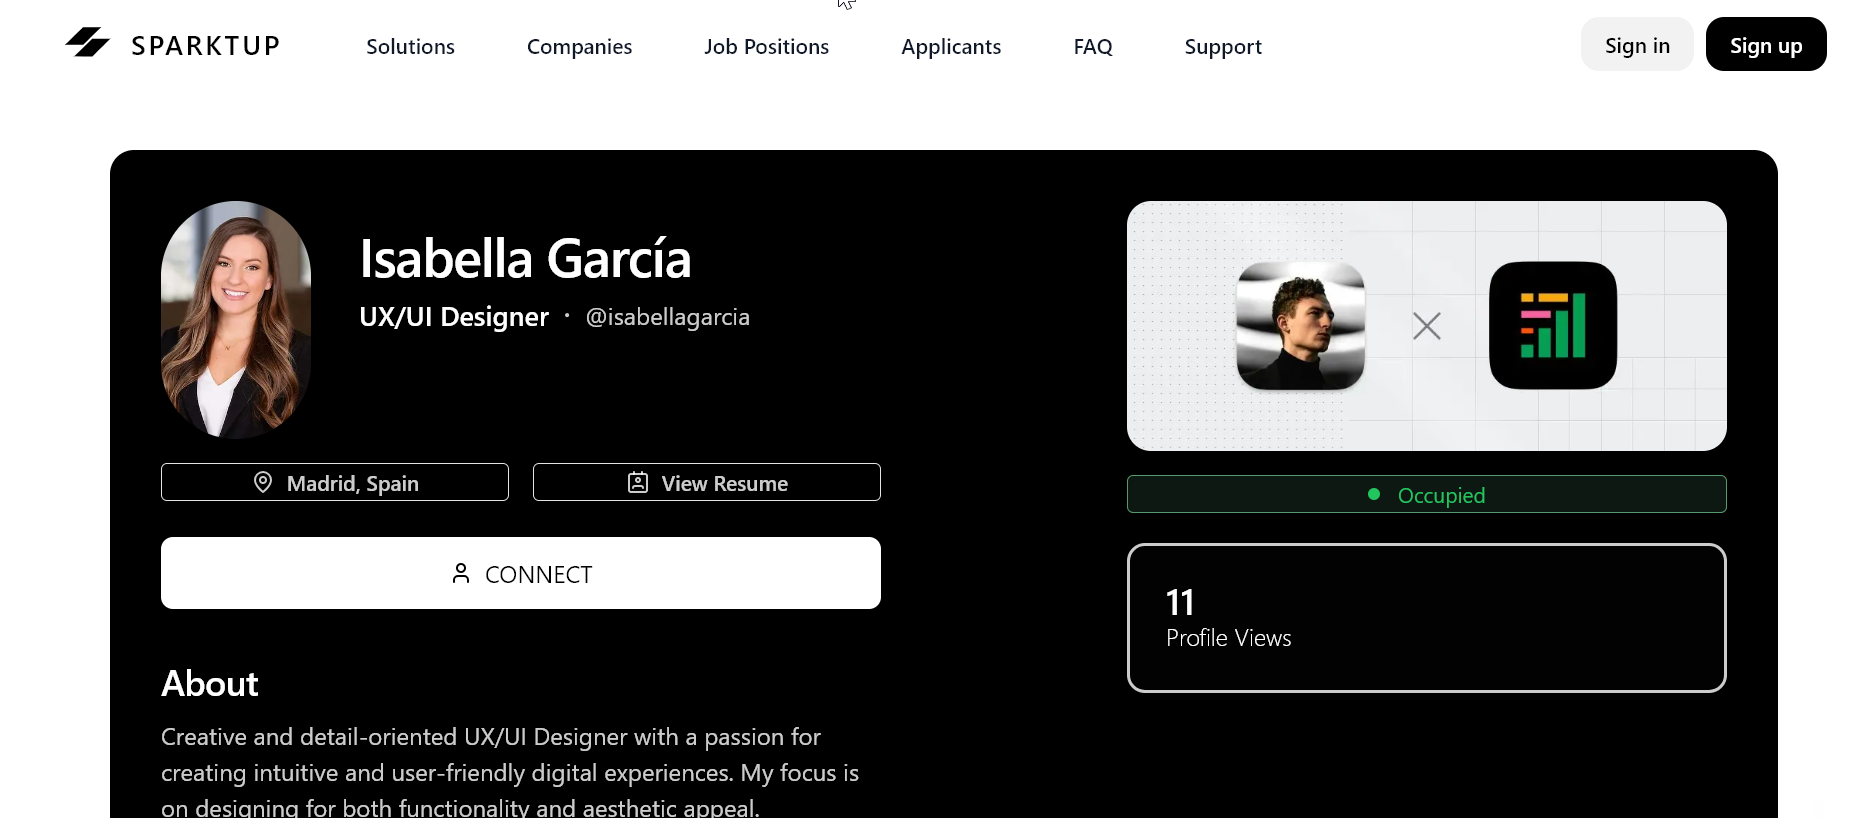 SPARKTUP
Solutions
Companies
Job Positions
Applicants
FAQ
Support
Sign in
Sign up
Isabella García
UX/UI Designer · @isabellagarcia
Madrid, Spain
View Resume
CONNECT
About
Creative and detail-oriented UX/UI Designer with a passion for
creating intuitive and user-friendly digital experiences. My focus is
on designing for both functionality and aesthetic appeal.
Occupied
11
Profile Views